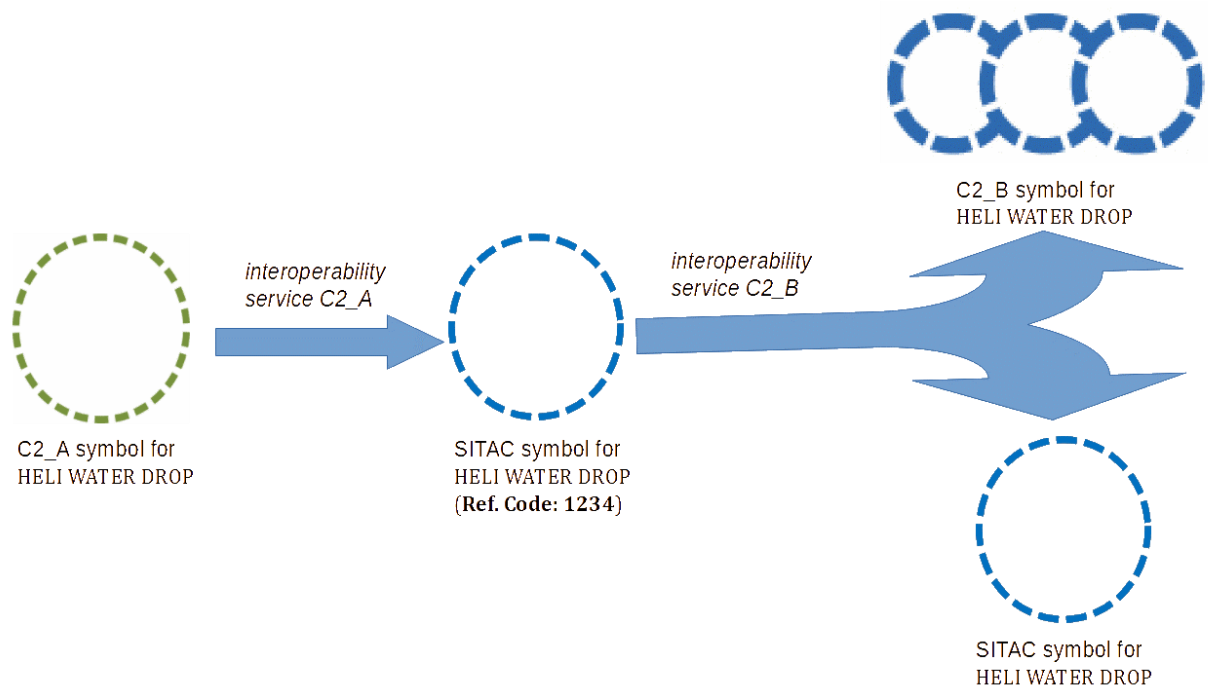 C2_B symbol for
HELI WATER DROP
interoperability
service C2_A
interoperability
service C2_B
C2_A symbol for
HELI WATER DROP
SITAC symbol for
HELI WATER DROP
(Ref. Code: 1234)
SITAC symbol for
HELI WATER DROP